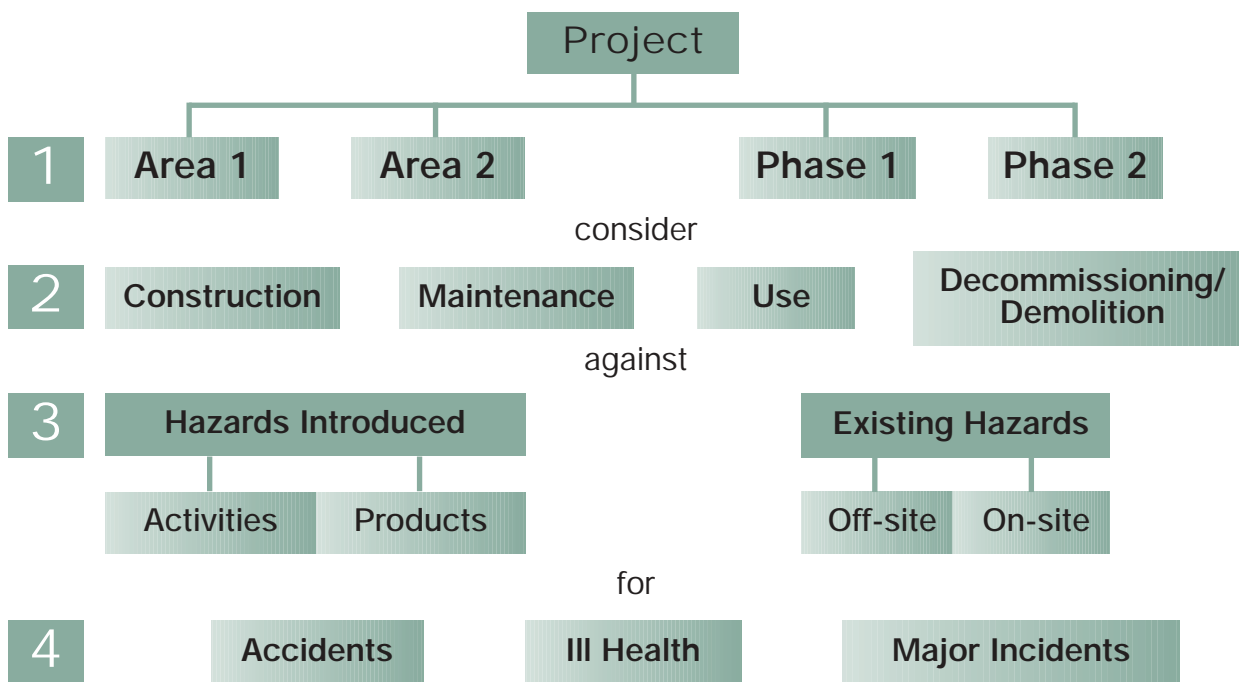 Project
1 Area 1 Area 2 Phase 1 Phase 2
consider
2 Construction Maintenance Use Decommissioning/
Demolition
against
3 Hazards Introduced Existing Hazards
Activities Products Off-site On-site
for
4 Accidents Ill Health Major Incidents